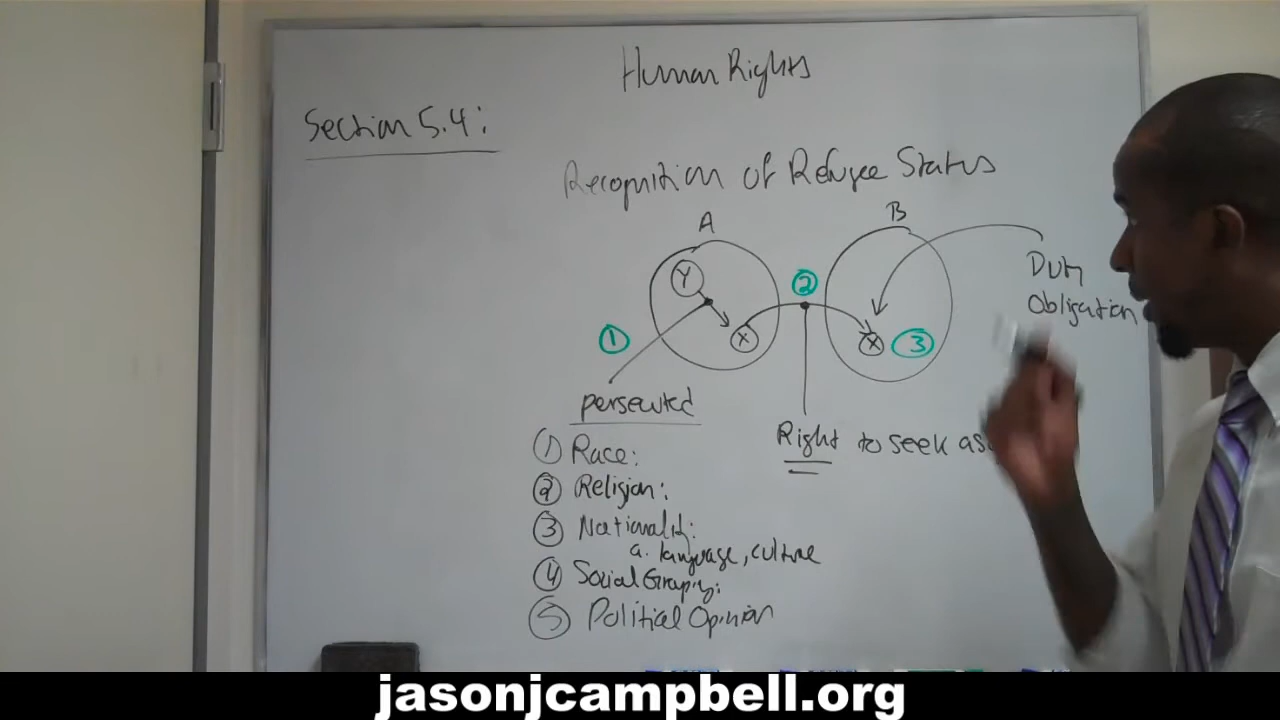 Human Rights
Section 5.4:
Recognition of Refugee Status
A
B
Y
X
1
2
X
3
Duty
Obligation
persecuted
Right to seek as
① Race:
② Religion:
③ Nationality:
a. language, culture
④ Social Group:
⑤ Political Opinion
jasonjcampbell.org